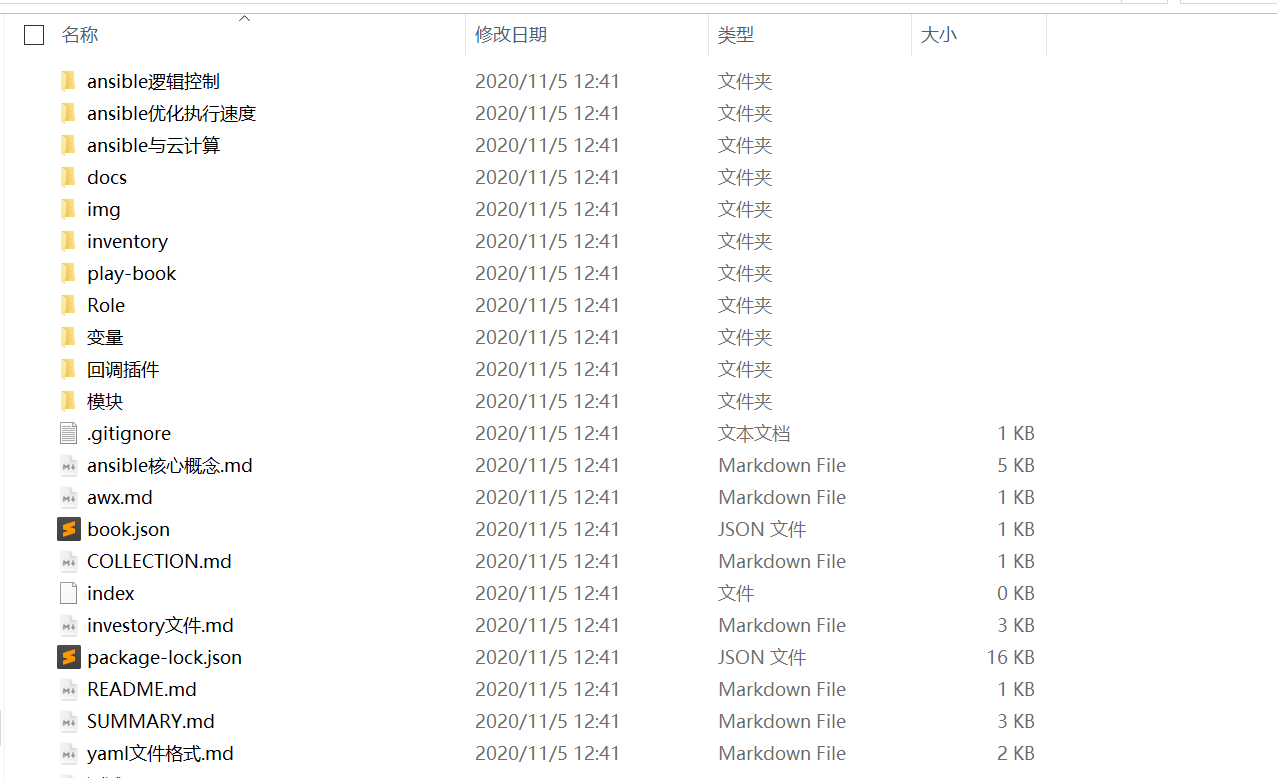 名称 修改日期 类型 大小
ansible逻辑控制 2020/11/5 12:41 文件夹
ansible优化执行速度 2020/11/5 12:41 文件夹
ansible与云计算 2020/11/5 12:41 文件夹
docs 2020/11/5 12:41 文件夹
img 2020/11/5 12:41 文件夹
inventory 2020/11/5 12:41 文件夹
play-book 2020/11/5 12:41 文件夹
Role 2020/11/5 12:41 文件夹
变量 2020/11/5 12:41 文件夹
回调插件 2020/11/5 12:41 文件夹
模块 2020/11/5 12:41 文件夹
.gitignore 2020/11/5 12:41 文本文档 1 KB
ansible核心概念.md 2020/11/5 12:41 Markdown File 5 KB
awx.md 2020/11/5 12:41 Markdown File 1 KB
book.json 2020/11/5 12:41 JSON 文件 1 KB
COLLECTION.md 2020/11/5 12:41 Markdown File 1 KB
index 2020/11/5 12:41 文件 0 KB
investory文件.md 2020/11/5 12:41 Markdown File 3 KB
package-lock.json 2020/11/5 12:41 JSON 文件 16 KB
README.md 2020/11/5 12:41 Markdown File 1 KB
SUMMARY.md 2020/11/5 12:41 Markdown File 3 KB
yaml文件格式.md 2020/11/5 12:41 Markdown File 2 KB